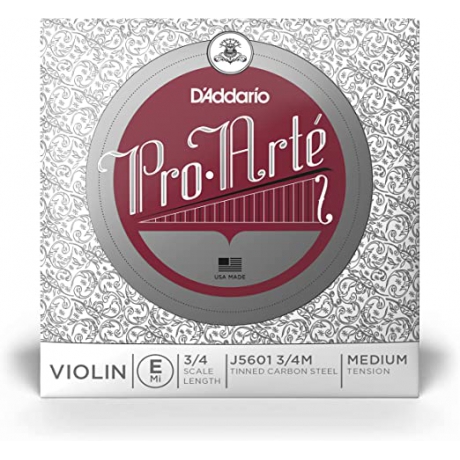 D'Addario
Pro·Arté
USA MADE
VIOLIN
E
Mi
3/4
SCALE
LENGTH
J5601 3/4M
TINNED CARBON STEEL
MEDIUM
TENSION